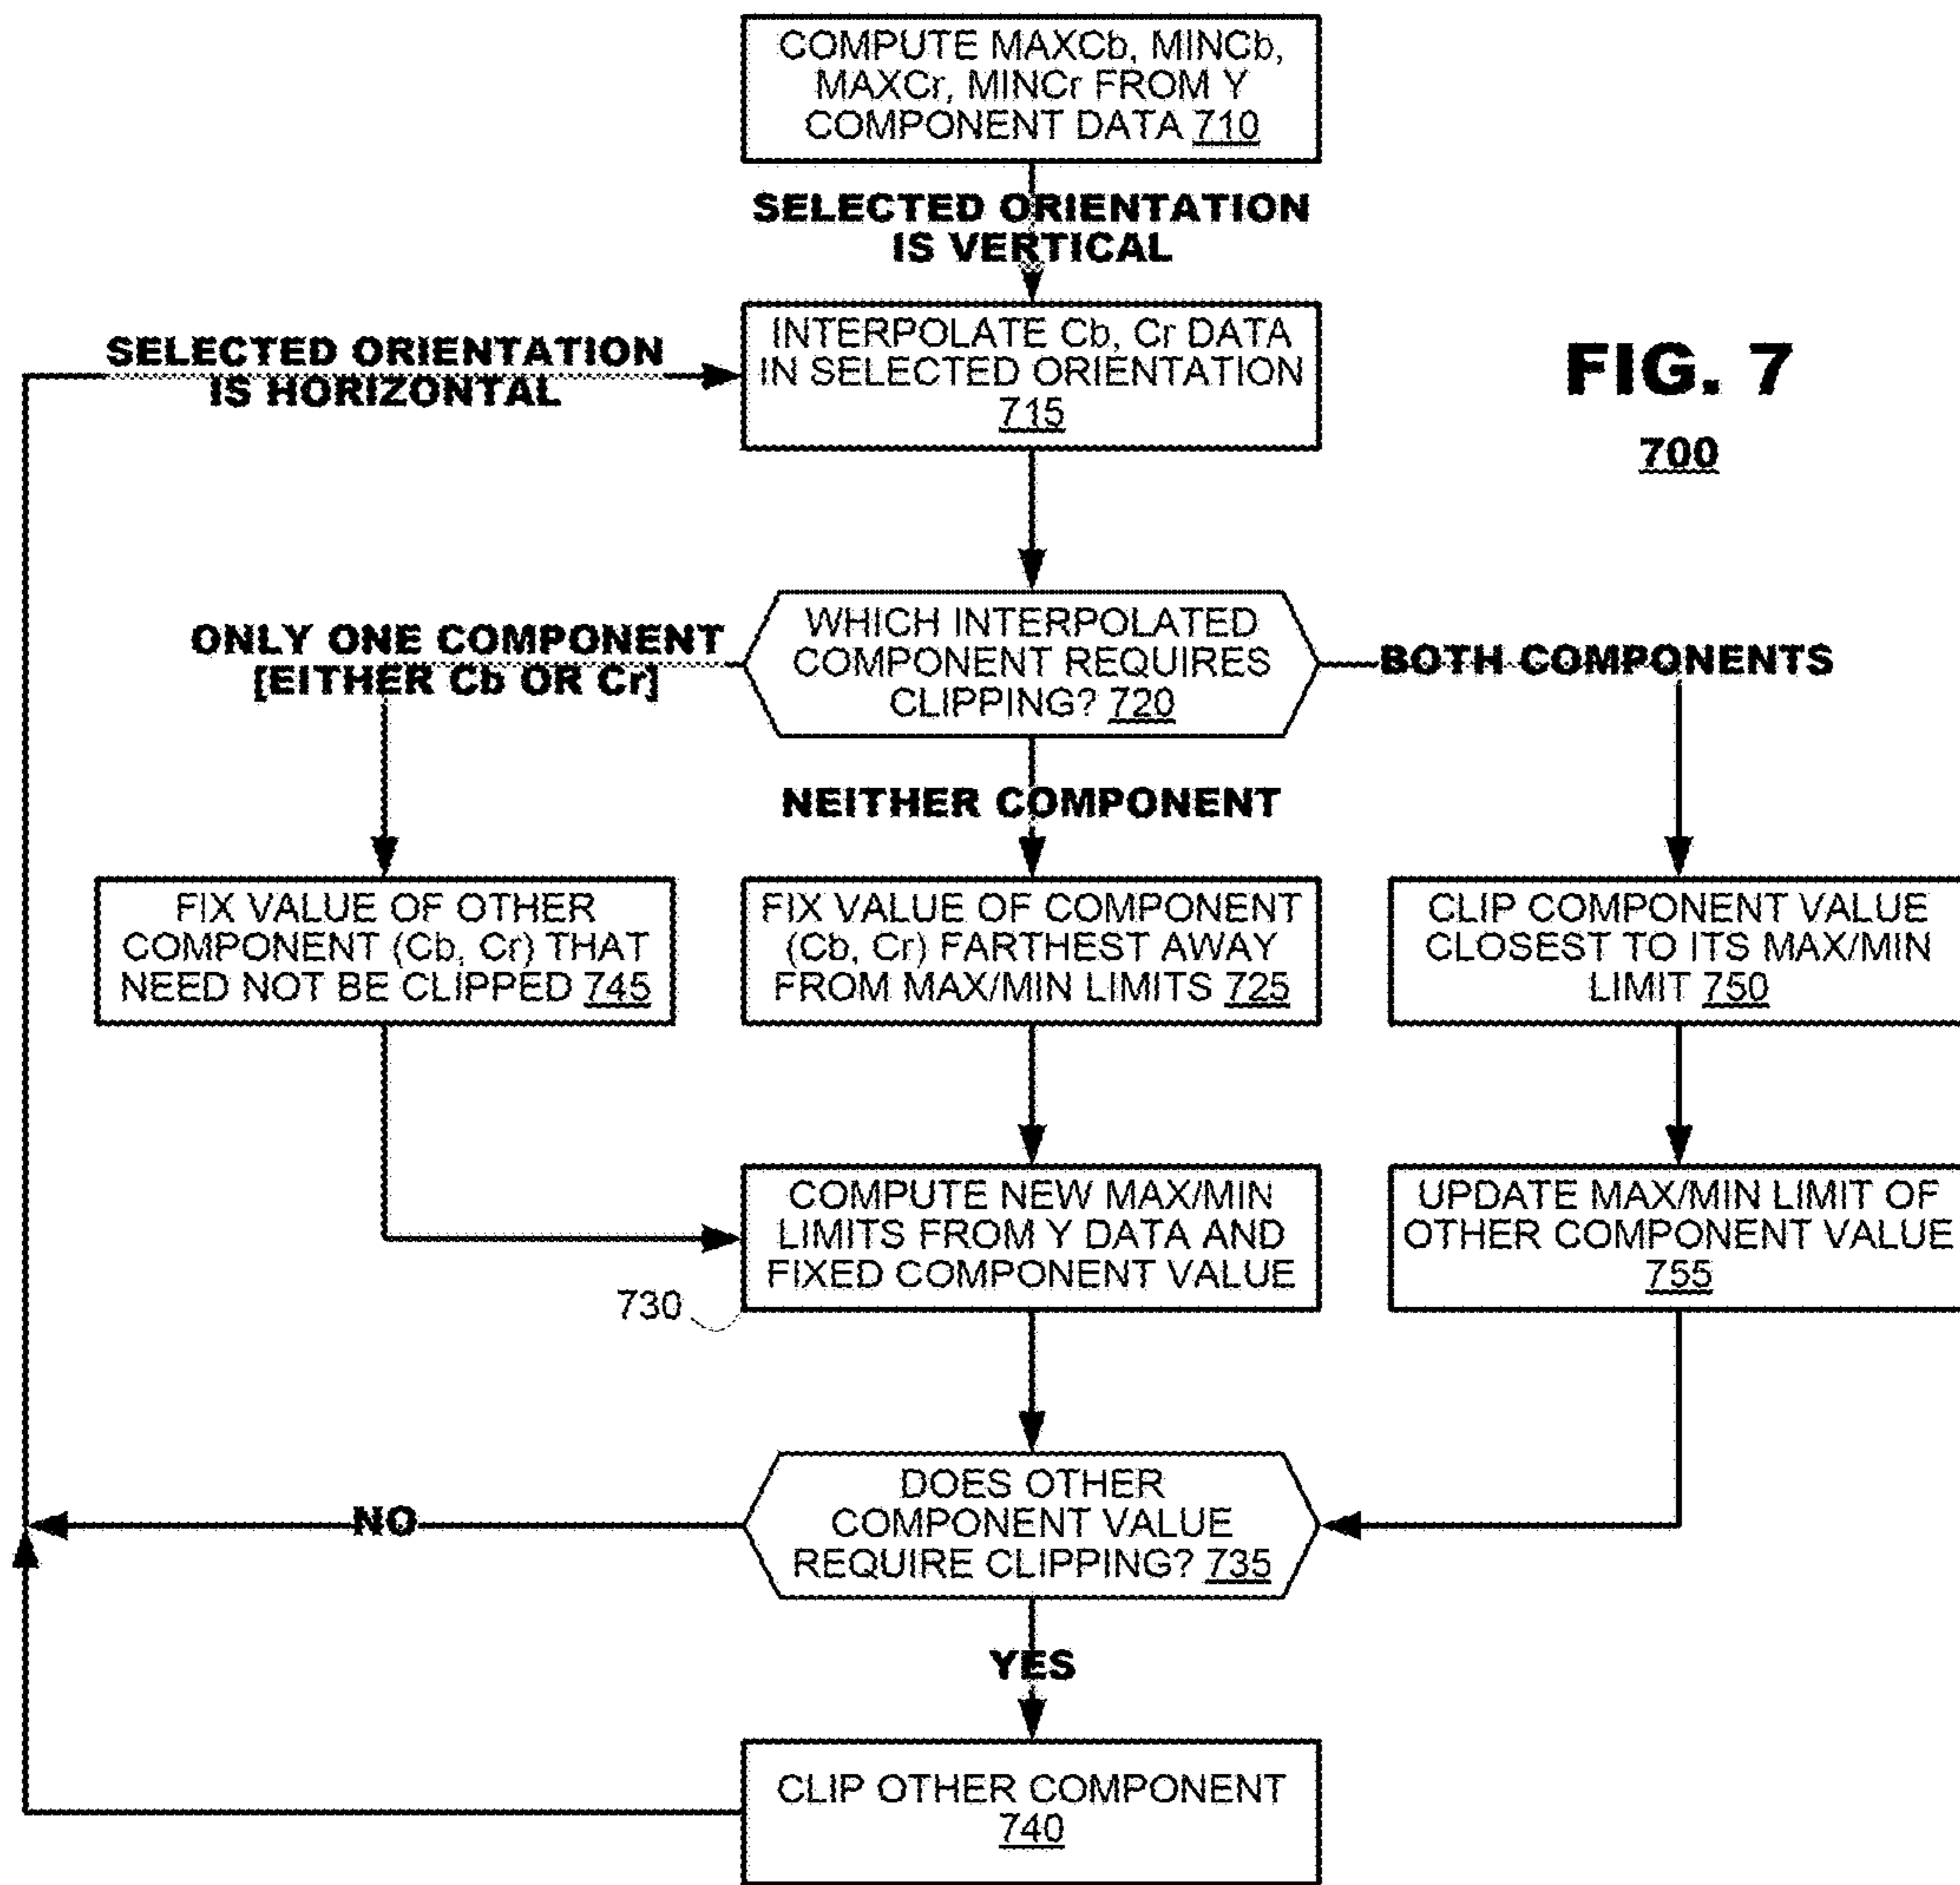 COMPUTE MAXCb, MINCb,
MAXCr, MINCr FROM Y
COMPONENT DATA 710
SELECTED ORIENTATION
IS VERTICAL
SELECTED ORIENTATION
IS HORIZONTAL
INTERPOLATE Cb, Cr DATA
IN SELECTED ORIENTATION
715
FIG. 7
700
ONLY ONE COMPONENT
[EITHER Cb OR Cr]
WHICH INTERPOLATED
COMPONENT REQUIRES
CLIPPING? 720
BOTH COMPONENTS
NEITHER COMPONENT
FIX VALUE OF OTHER
COMPONENT (Cb, Cr) THAT
NEED NOT BE CLIPPED 745
FIX VALUE OF COMPONENT
(Cb, Cr) FARTHEST AWAY
FROM MAX/MIN LIMITS 725
CLIP COMPONENT VALUE
CLOSEST TO ITS MAX/MIN
LIMIT 750
COMPUTE NEW MAX/MIN
LIMITS FROM Y DATA AND
FIXED COMPONENT VALUE
730
UPDATE MAX/MIN LIMIT OF
OTHER COMPONENT VALUE
755
DOES OTHER
COMPONENT VALUE
REQUIRE CLIPPING? 735
NO
YES
CLIP OTHER COMPONENT
740